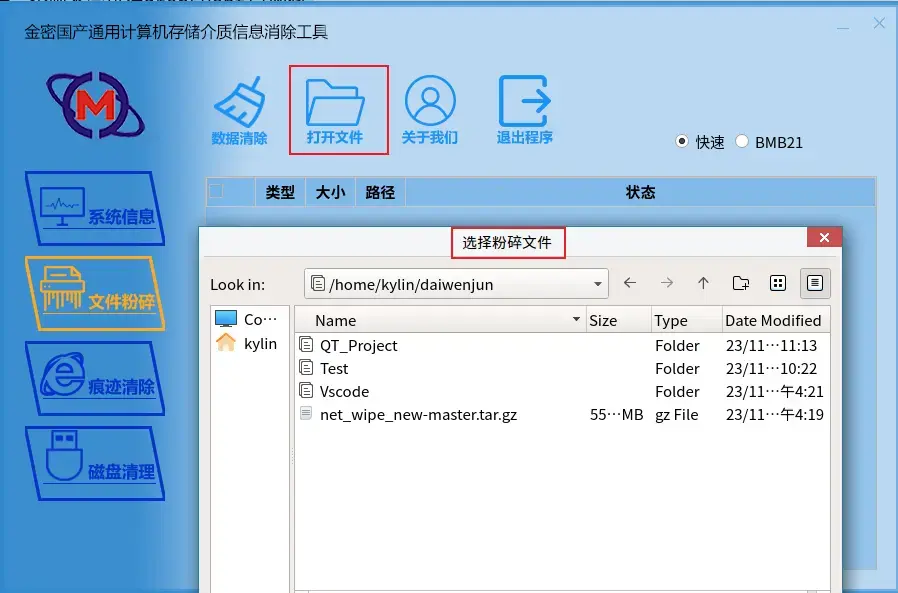 金密国产通用计算机存储介质信息消除工具
M
数据清除
打开文件
关于我们
退出程序
快速
BMB21
系统信息
文件粉碎
痕迹清除
磁盘清理
类型 大小 路径 状态
选择粉碎文件
Look in: /home/kylin/daiwenjun
Co···
kylin
Name Size Type Date Modified
QT_Project Folder 23/11···11:13
Test Folder 23/11···10:22
Vscode Folder 23/11···午4:21
net_wipe_new-master.tar.gz 55···MB gz File 23/11···午4:19